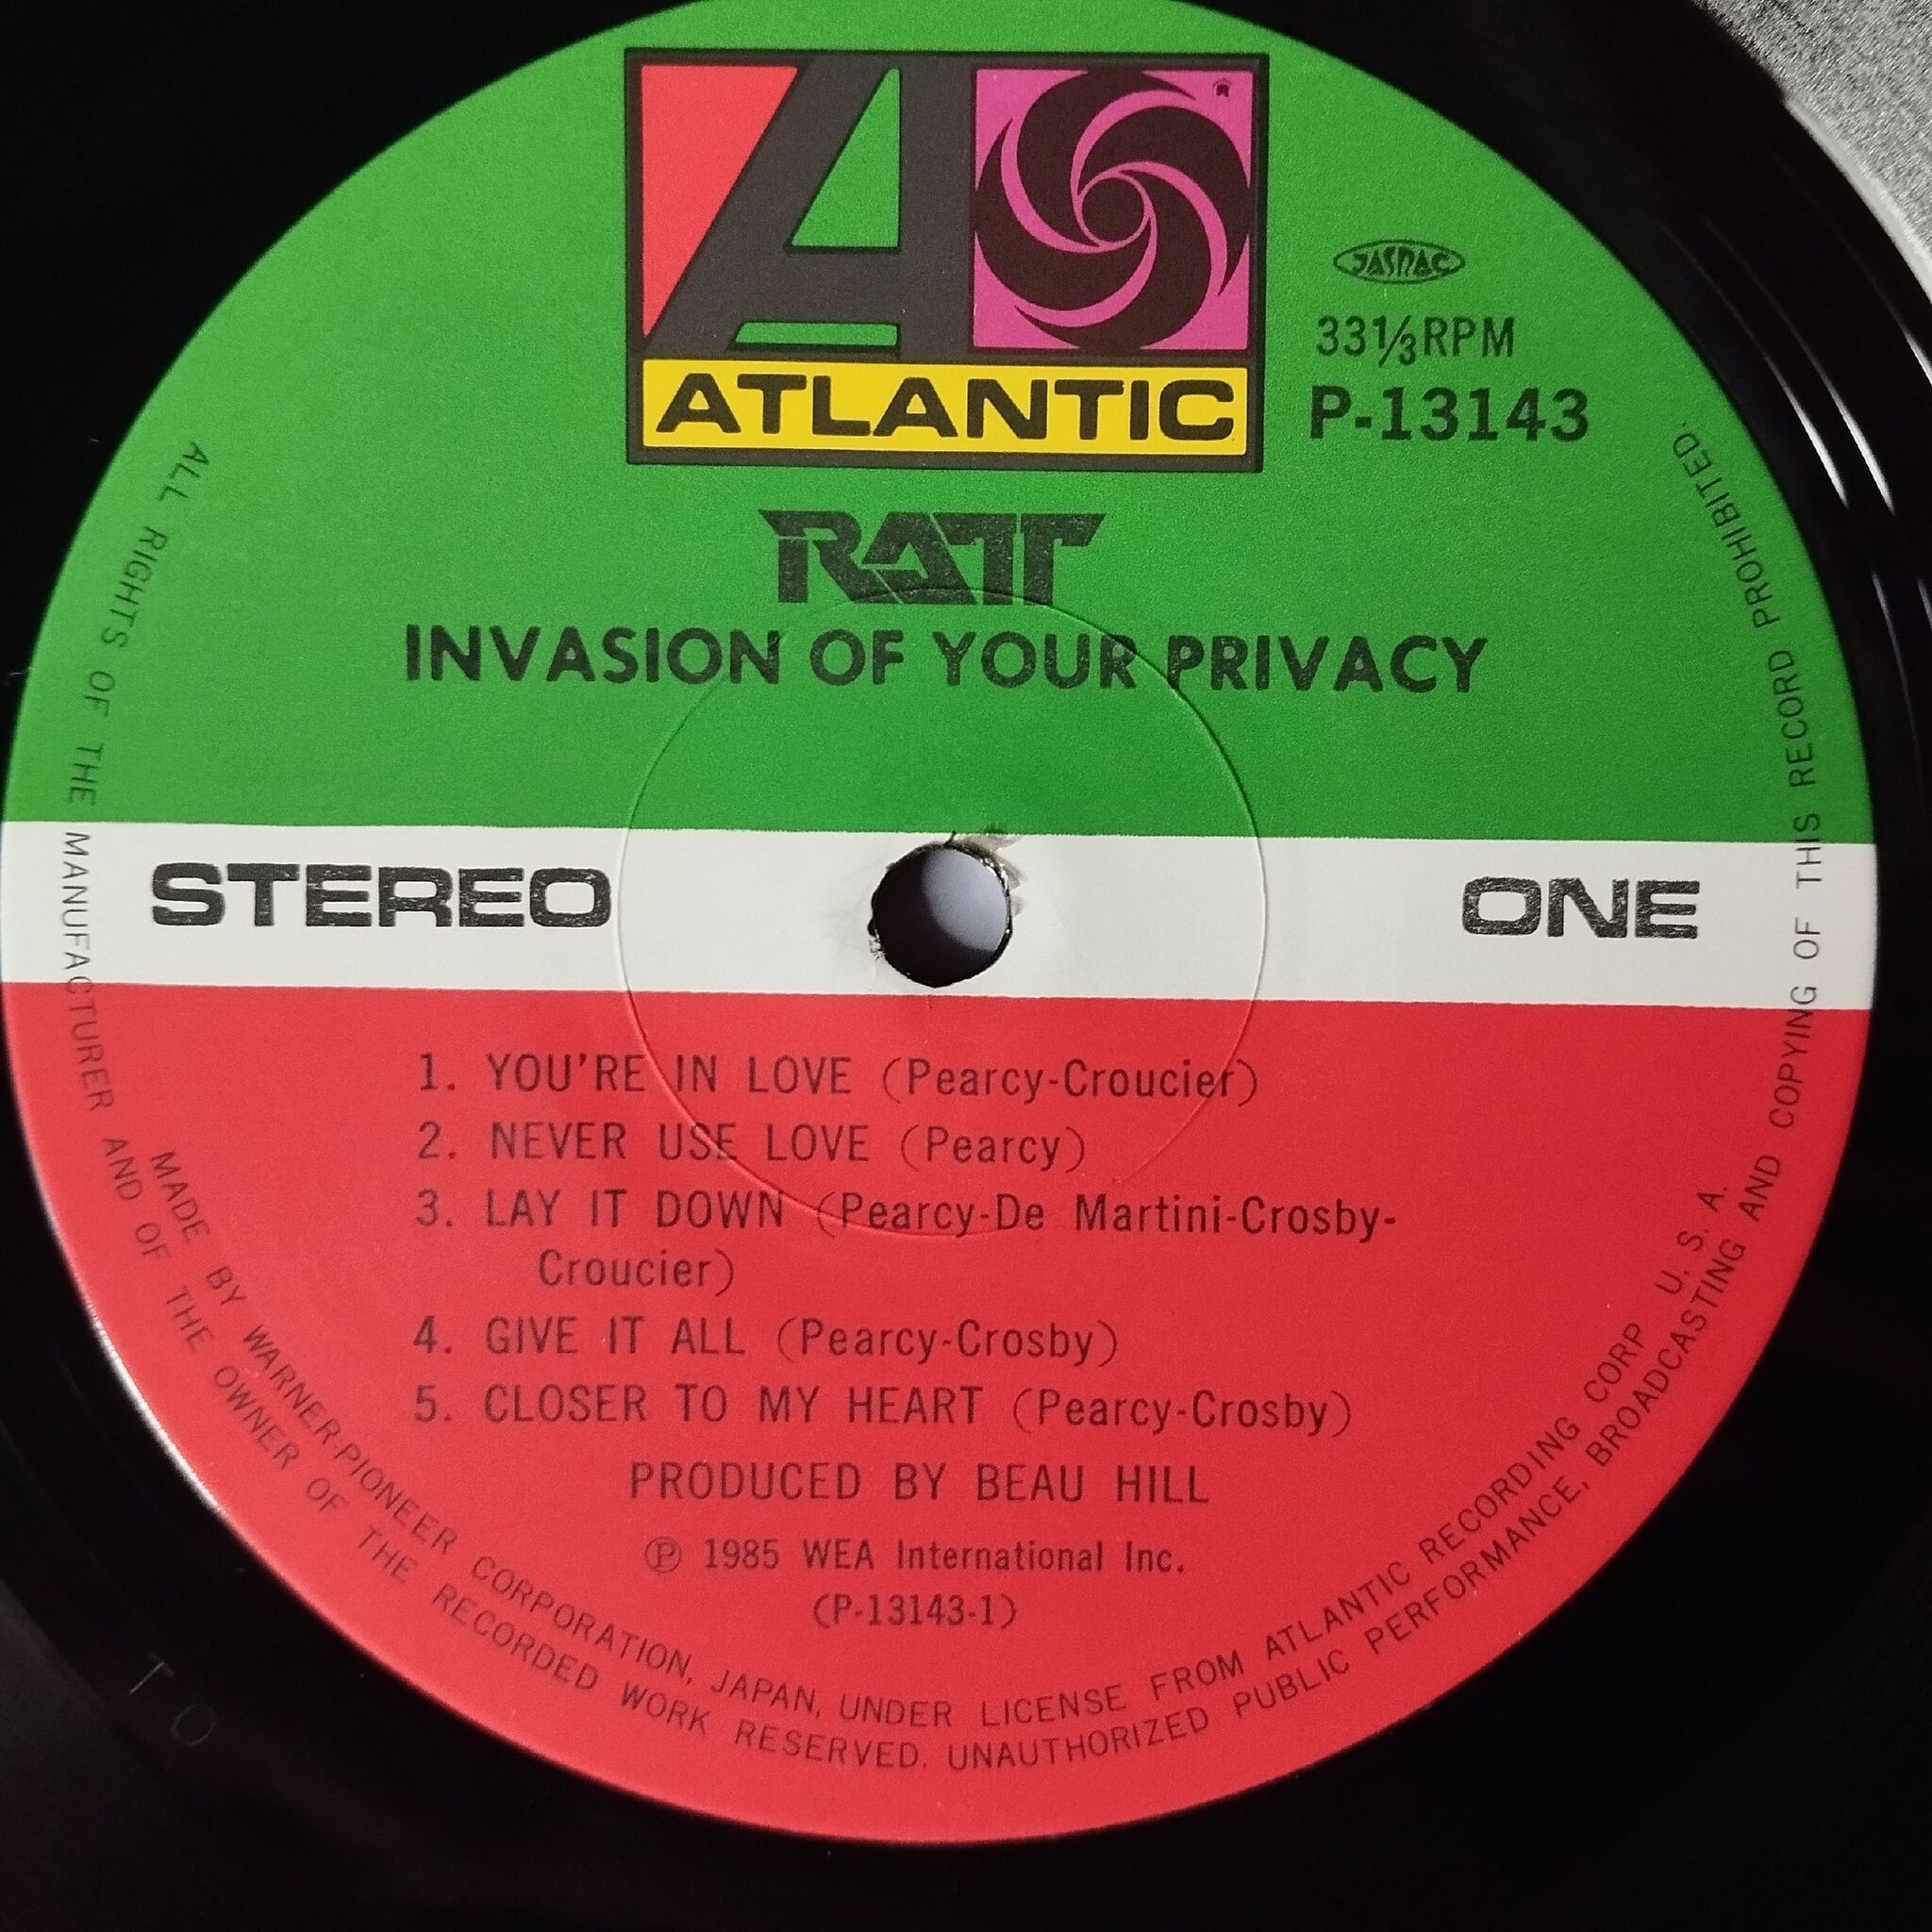 ATLANTIC
JASRAC
33⅓RPM
P-13143
RATT
INVASION OF YOUR PRIVACY
STEREO
ONE
1. YOU'RE IN LOVE (Pearcy-Croucier)
2. NEVER USE LOVE (Pearcy)
3. LAY IT DOWN (Pearcy-De Martini-Crosby-
Croucier)
4. GIVE IT ALL (Pearcy-Crosby)
5. CLOSER TO MY HEART (Pearcy-Crosby)
PRODUCED BY BEAU HILL
℗ 1985 WEA International Inc.
(P-13143-1)
MADE BY WARNER-PIONEER CORPORATION, JAPAN, UNDER LICENSE FROM ATLANTIC RECORDING CORP U. S. A.
ALL RIGHTS OF THE MANUFACTURER AND OF THE OWNER OF THE RECORDED WORK RESERVED. UNAUTHORIZED PUBLIC PERFORMANCE, BROADCASTING AND COPYING OF THIS RECORD PROHIBITED.
TO